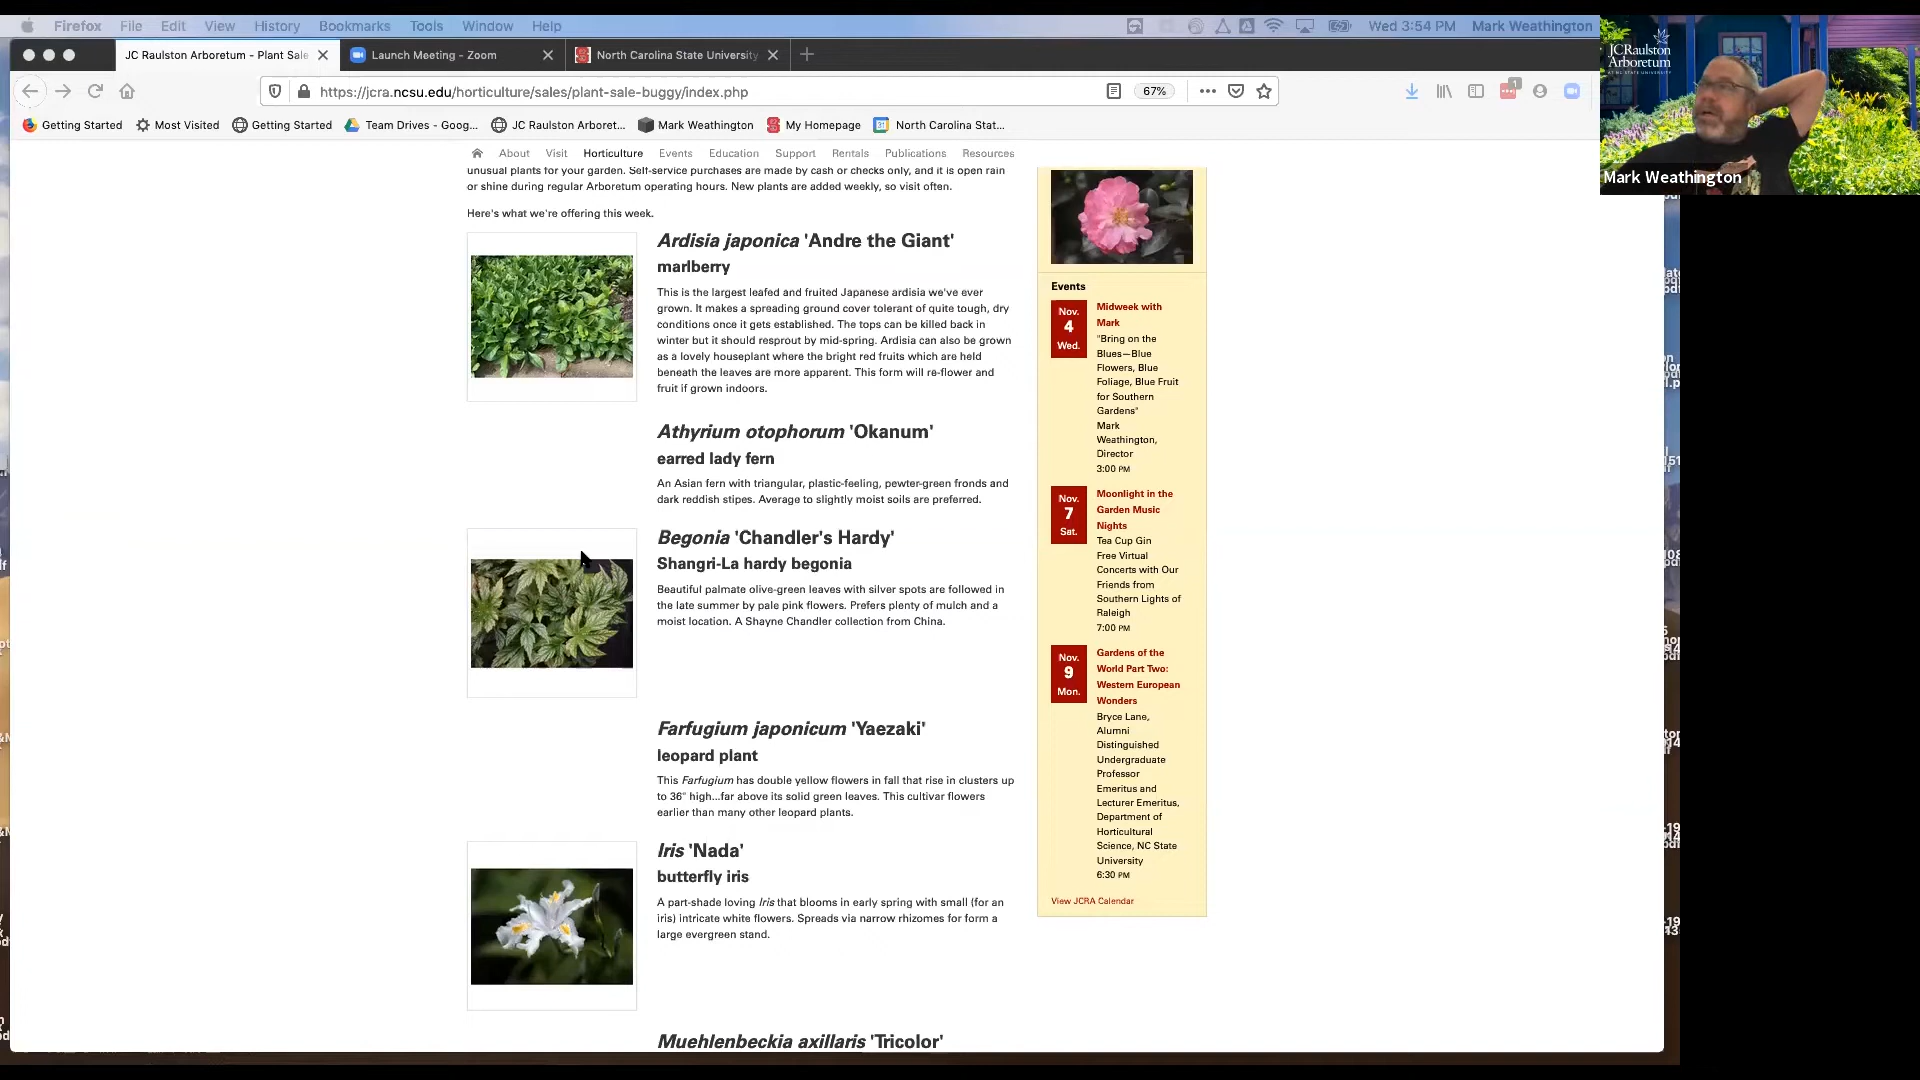 Firefox File Edit View History Bookmarks Tools Window Help Wed 3:54 PM Mark Weathington
JC Raulston Arboretum - Plant Sale Launch Meeting - Zoom North Carolina State University
https://jcra.ncsu.edu/horticulture/sales/plant-sale-buggy/index.php 67% 1
Getting Started Most Visited Getting Started Team Drives - Goog... JC Raulston Arboret... Mark Weathington My Homepage North Carolina Stat...
JCRaulston
Arboretum
AT NC STATE UNIVERSITY
Mark Weathington
About Visit Horticulture Events Education Support Rentals Publications Resources
unusual plants for your garden. Self-service purchases are made by cash or checks only, and it is open rain
or shine during regular Arboretum operating hours. New plants are added weekly, so visit often.
Here's what we're offering this week.
Ardisia japonica 'Andre the Giant'
marlberry
This is the largest leafed and fruited Japanese ardisia we've ever
grown. It makes a spreading ground cover tolerant of quite tough, dry
conditions once it gets established. The tops can be killed back in
winter but it should resprout by mid-spring. Ardisia can also be grown
as a lovely houseplant where the bright red fruits which are held
beneath the leaves are more apparent. This form will re-flower and
fruit if grown indoors.
Athyrium otophorum 'Okanum'
earred lady fern
An Asian fern with triangular, plastic-feeling, pewter-green fronds and
dark reddish stipes. Average to slightly moist soils are preferred.
Begonia 'Chandler's Hardy'
Shangri-La hardy begonia
Beautiful palmate olive-green leaves with silver spots are followed in
the late summer by pale pink flowers. Prefers plenty of mulch and a
moist location. A Shayne Chandler collection from China.
Farfugium japonicum 'Yaezaki'
leopard plant
This Farfugium has double yellow flowers in fall that rise in clusters up
to 36" high...far above its solid green leaves. This cultivar flowers
earlier than many other leopard plants.
Iris 'Nada'
butterfly iris
A part-shade loving Iris that blooms in early spring with small (for an
iris) intricate white flowers. Spreads via narrow rhizomes for form a
large evergreen stand.
Muehlenbeckia axillaris 'Tricolor'
Events
Nov.
4
Wed.
Midweek with
Mark
"Bring on the
Blues—Blue
Flowers, Blue
Foliage, Blue Fruit
for Southern
Gardens"
Mark
Weathington,
Director
3:00 PM
Nov.
7
Sat.
Moonlight in the
Garden Music
Nights
Tea Cup Gin
Free Virtual
Concerts with Our
Friends from
Southern Lights of
Raleigh
7:00 PM
Nov.
9
Mon.
Gardens of the
World Part Two:
Western European
Wonders
Bryce Lane,
Alumni
Distinguished
Undergraduate
Professor
Emeritus and
Lecturer Emeritus,
Department of
Horticultural
Science, NC State
University
6:30 PM
View JCRA Calendar